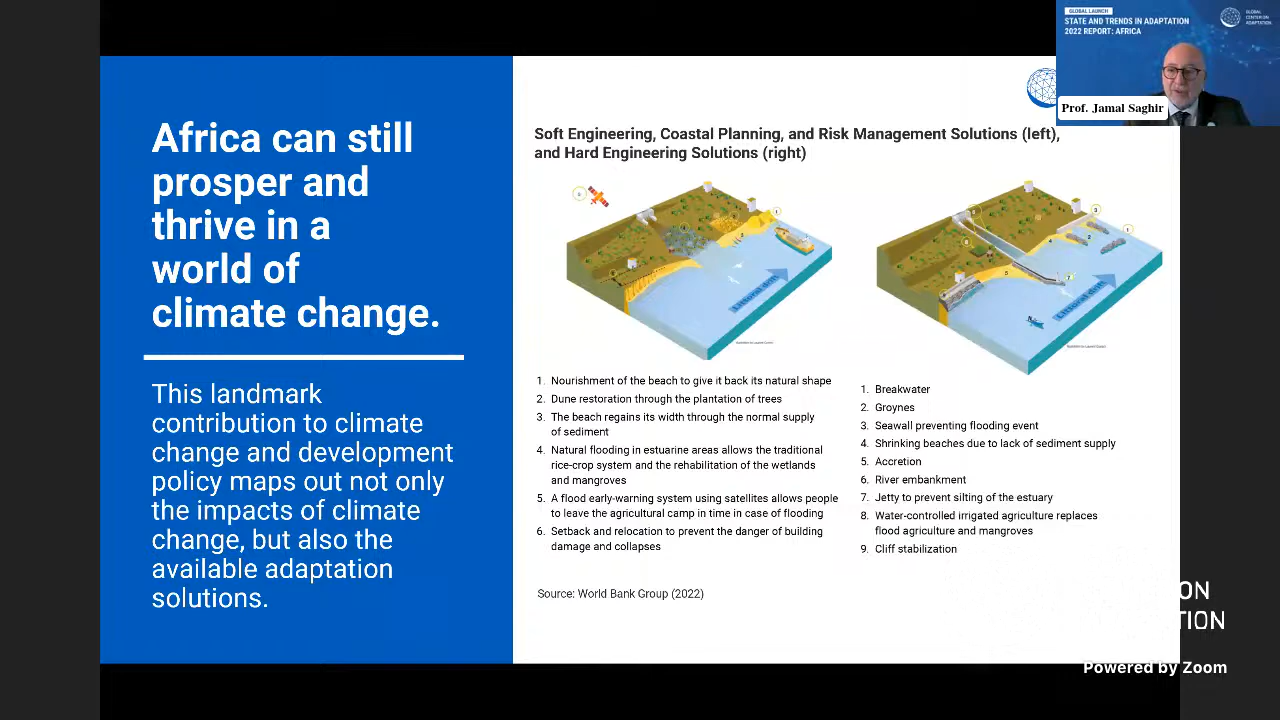 GLOBAL LAUNCH
STATE AND TRENDS IN ADAPTATION
2022 REPORT: AFRICA
GLOBAL
CENTER ON
ADAPTATION
Prof. Jamal Saghir
Africa can still
prosper and
thrive in a
world of
climate change.
This landmark
contribution to climate
change and development
policy maps out not only
the impacts of climate
change, but also the
available adaptation
solutions.
Soft Engineering, Coastal Planning, and Risk Management Solutions (left),
and Hard Engineering Solutions (right)
Littoral drift
Littoral drift
1. Nourishment of the beach to give it back its natural shape
2. Dune restoration through the plantation of trees
3. The beach regains its width through the normal supply
of sediment
4. Natural flooding in estuarine areas allows the traditional
rice-crop system and the rehabilitation of the wetlands
and mangroves
5. A flood early-warning system using satellites allows people
to leave the agricultural camp in time in case of flooding
6. Setback and relocation to prevent the danger of building
damage and collapses
1. Breakwater
2. Groynes
3. Seawall preventing flooding event
4. Shrinking beaches due to lack of sediment supply
5. Accretion
6. River embankment
7. Jetty to prevent silting of the estuary
8. Water-controlled irrigated agriculture replaces
flood agriculture and mangroves
9. Cliff stabilization
Source: World Bank Group (2022)
ON
TION
Powered by Zoom